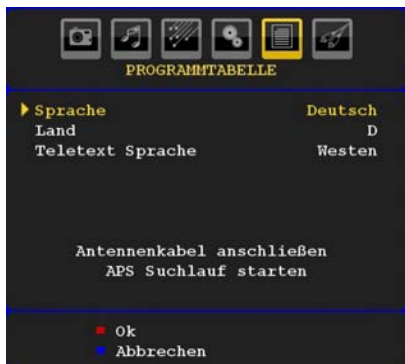 PROGRAMMTABELLE
Sprache Deutsch
Land D
Teletext Sprache Westen
Antennenkabel anschließen
APS Suchlauf starten
Ok
Abbrechen